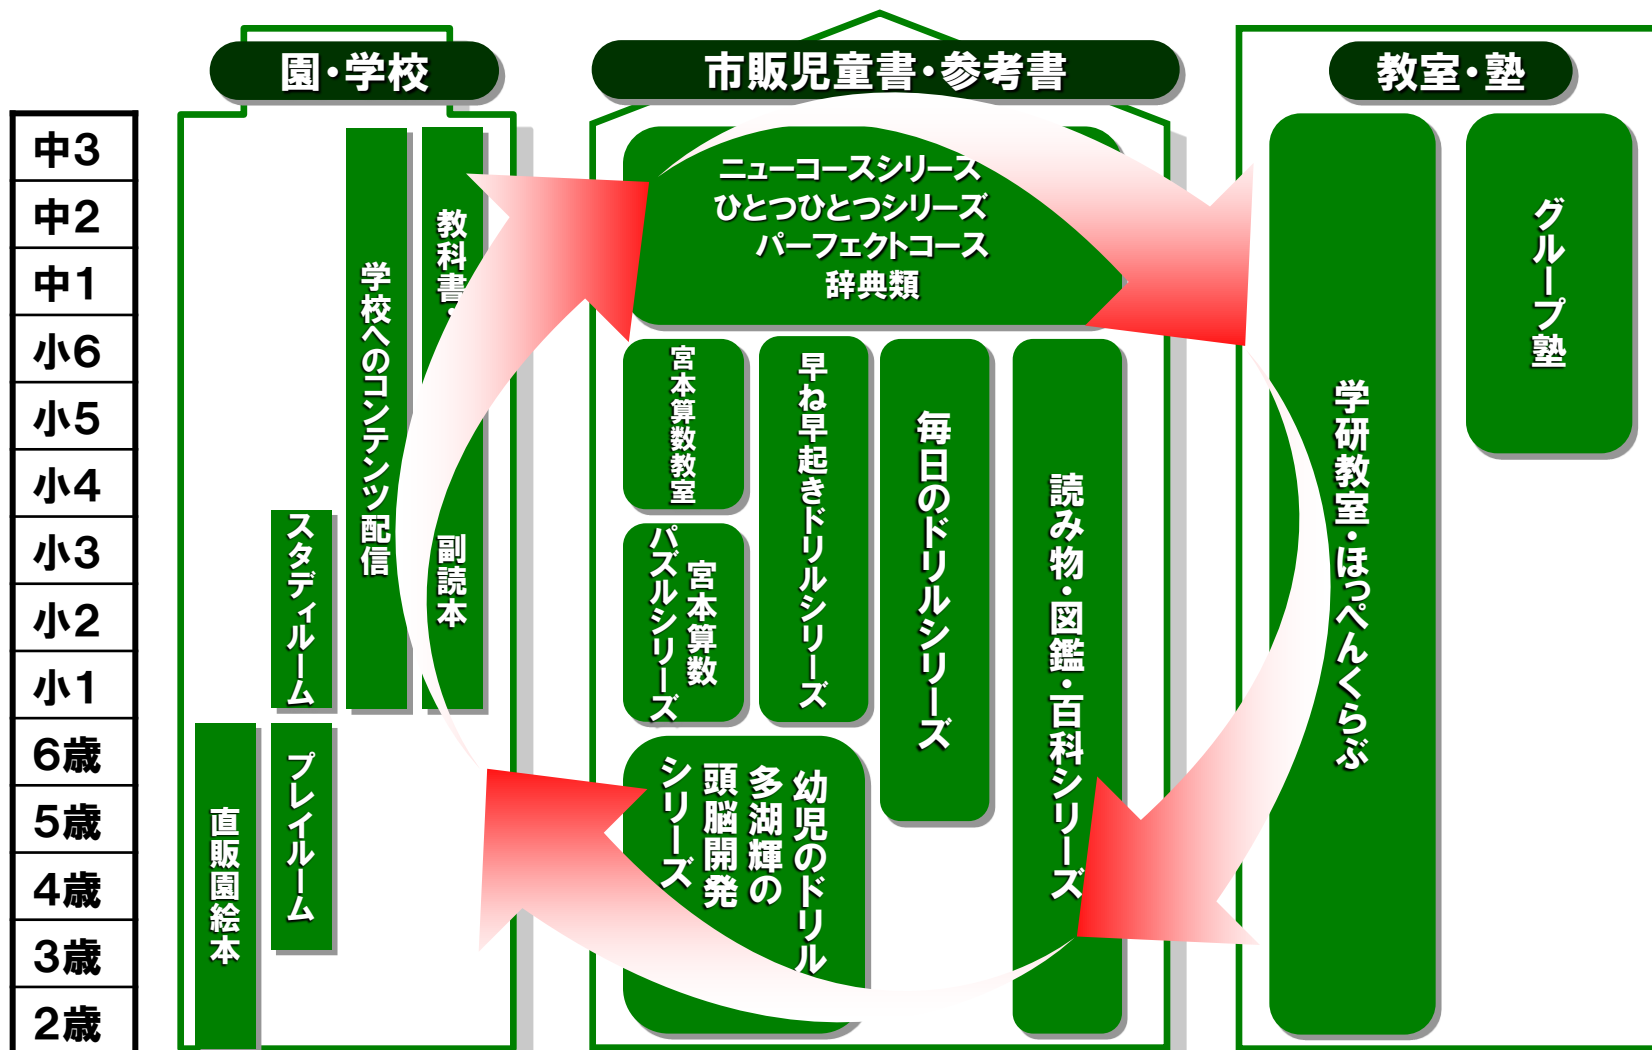 園・学校
市販児童書・参考書
教室・塾
中3
中2
中1
小6
小5
小4
小3
小2
小1
6歳
5歳
4歳
3歳
2歳
直販園絵本
スタディルーム
プレイルーム
学校へのコンテンツ配信
教科書・
副読本
ニューコースシリーズ
ひとつひとつシリーズ
パーフェクトコース
辞典類
宮本算数教室
宮本算数
パズルシリーズ
早ね早起きドリルシリーズ
毎日のドリルシリーズ
読み物・図鑑・百科シリーズ
幼児のドリル
多湖輝の
頭脳開発
シリーズ
学研教室・ほっぺんくらぶ
グループ塾